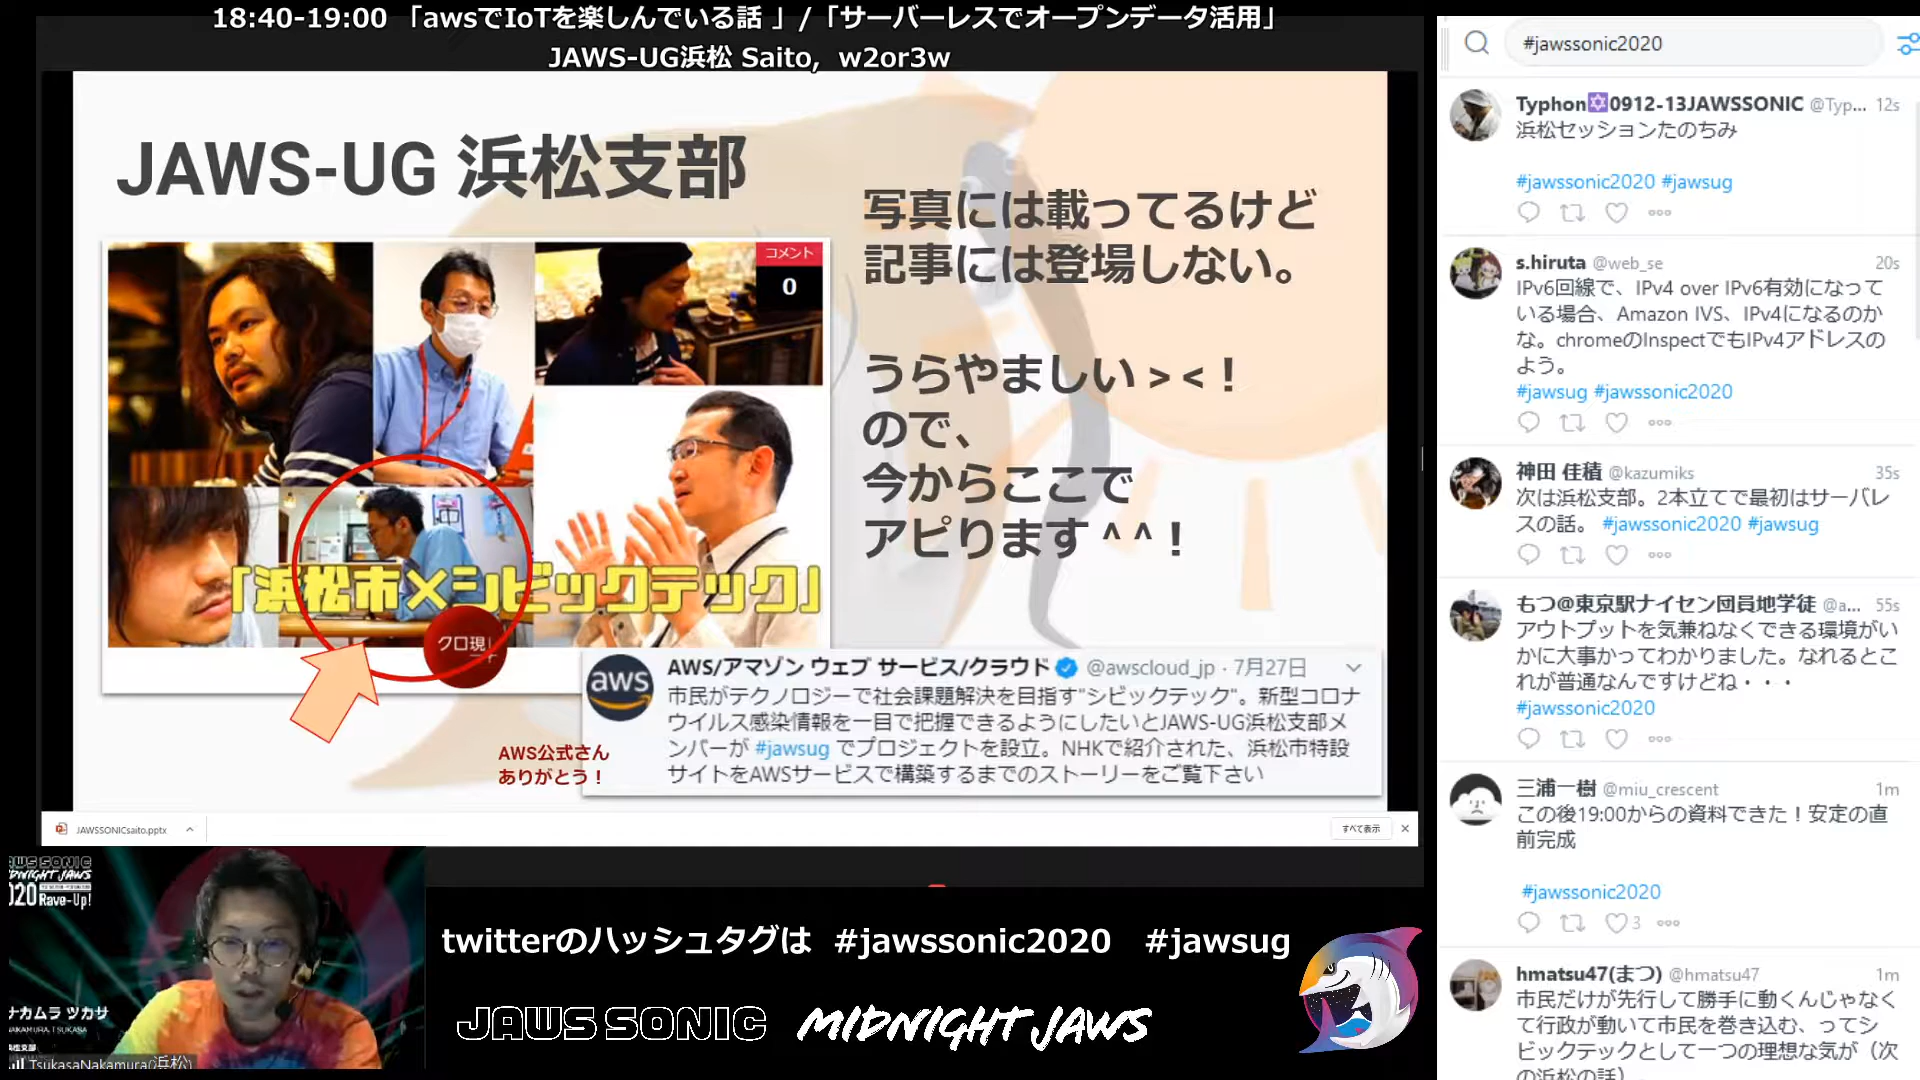 18:40-19:00 「awsでIoTを楽しんでいる話 」/「サーバーレスでオープンデータ活用」
JAWS-UG浜松 Saito, w2or3w
JAWS-UG 浜松支部
コメント
0
「浜松市×シビックテック」
クロ現
写真には載ってるけど
記事には登場しない。
うらやましい > < !
ので、
今からここで
アピります ^ ^ !
AWS公式さん
ありがとう!
aws
AWS/アマゾン ウェブ サービス/クラウド @awscloud_jp · 7月27日
市民がテクノロジーで社会課題解決を目指す"シビックテック"。新型コロナ
ウイルス感染情報を一目で把握できるようにしたいとJAWS-UG浜松支部メ
ンバーが #jawsug でプロジェクトを設立。NHKで紹介された、浜松市特設
サイトをAWSサービスで構築するまでのストーリーをご覧下さい
JAWSSONICsaito.pptx
すべて表示
JAWS SONIC
MIDNIGHT JAWS
2020 Rave-Up!
ナカムラ ツカサ
NAKAMURA TSUKASA
TsukasaNakamura(浜松)
twitterのハッシュタグは #jawssonic2020 #jawsug
JAWS SONIC MIDNIGHT JAWS
#jawssonic2020
Typhon✡0912-13JAWSSONIC @Typ... 12s
浜松セッションたのちみ
#jawssonic2020 #jawsug
s.hiruta @web_se 20s
IPv6回線で、IPv4 over IPv6有効になって
いる場合、Amazon IVS、IPv4になるのか
な。chromeのInspectでもIPv4アドレスの
よう。
#jawsug #jawssonic2020
神田 佳積 @kazumiks 35s
次は浜松支部。2本立てで最初はサーバレ
スの話。 #jawssonic2020 #jawsug
もつ@東京駅ナイセン団員地学徒 @a... 55s
アウトプットを気兼ねなくできる環境がい
かに大事かってわかりました。なれるとこ
れが普通なんですけどね・・・
#jawssonic2020
三浦一樹 @miu_crescent 1m
この後19:00からの資料できた！安定の直
前完成
#jawssonic2020
3
hmatsu47(まつ) @hmatsu47 1m
市民だけが先行して勝手に動くんじゃなく
て行政が動いて市民を巻き込む、ってシ
ビックテックとして一つの理想な気が（次
の浜松の話）